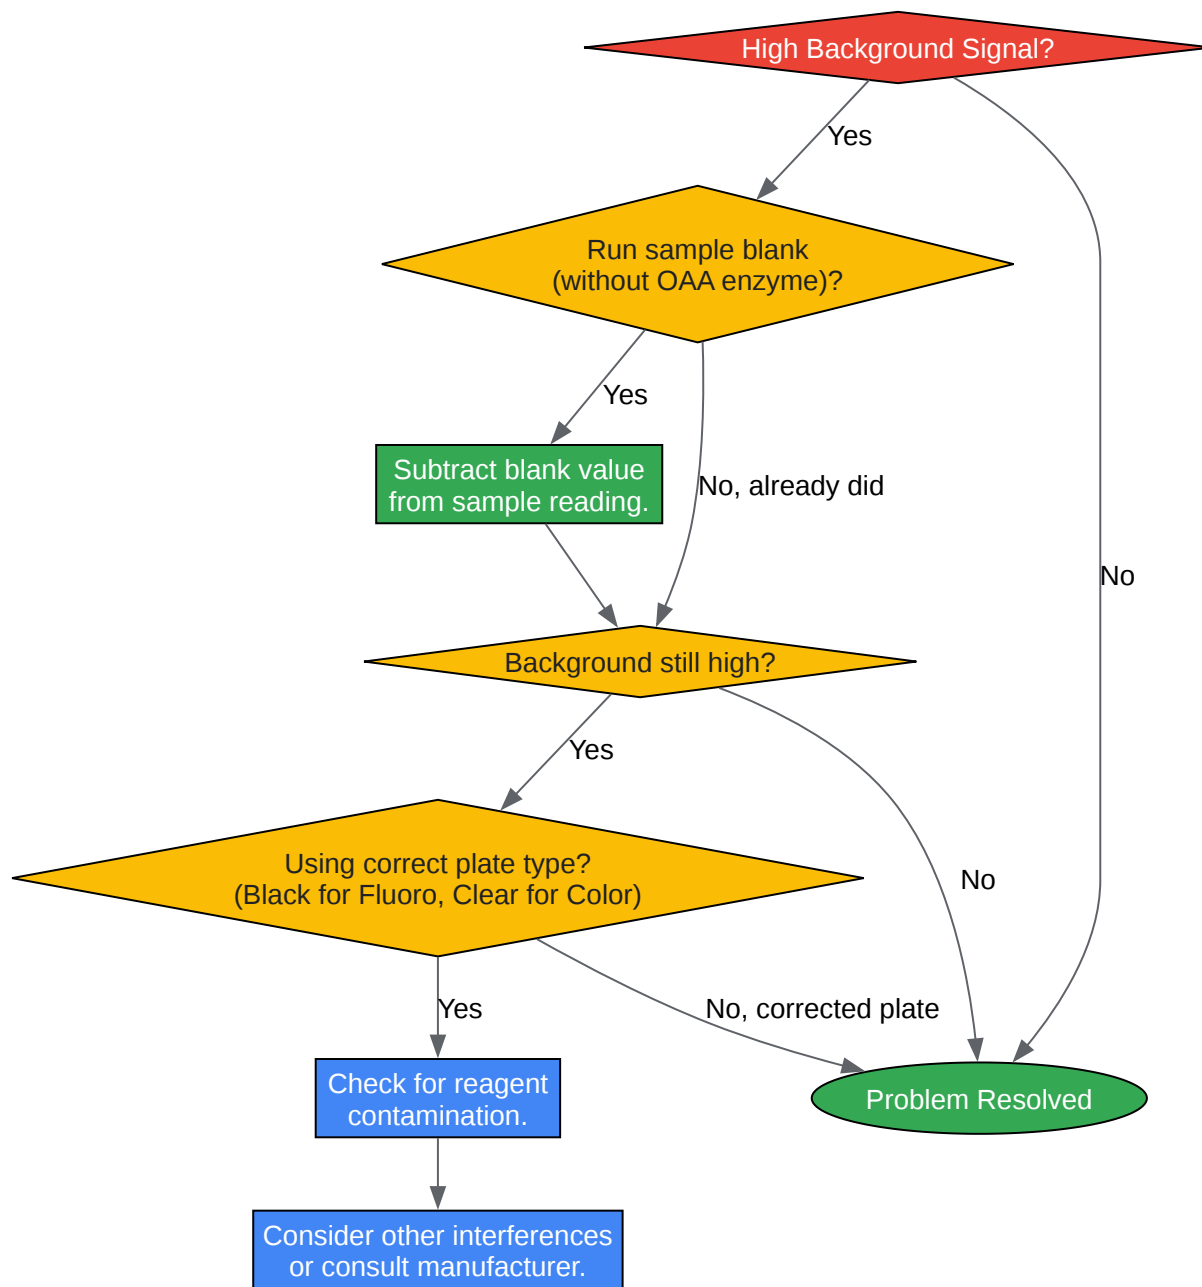 High Background Signal?
Yes
Run sample blank
(without OAA enzyme)?
Yes
Subtract blank value
from sample reading.
No, already did
No
Background still high?
Yes
Using correct plate type?
(Black for Fluoro, Clear for Color)
No
Yes
No, corrected plate
Check for reagent
contamination.
Problem Resolved
Consider other interferences
or consult manufacturer.